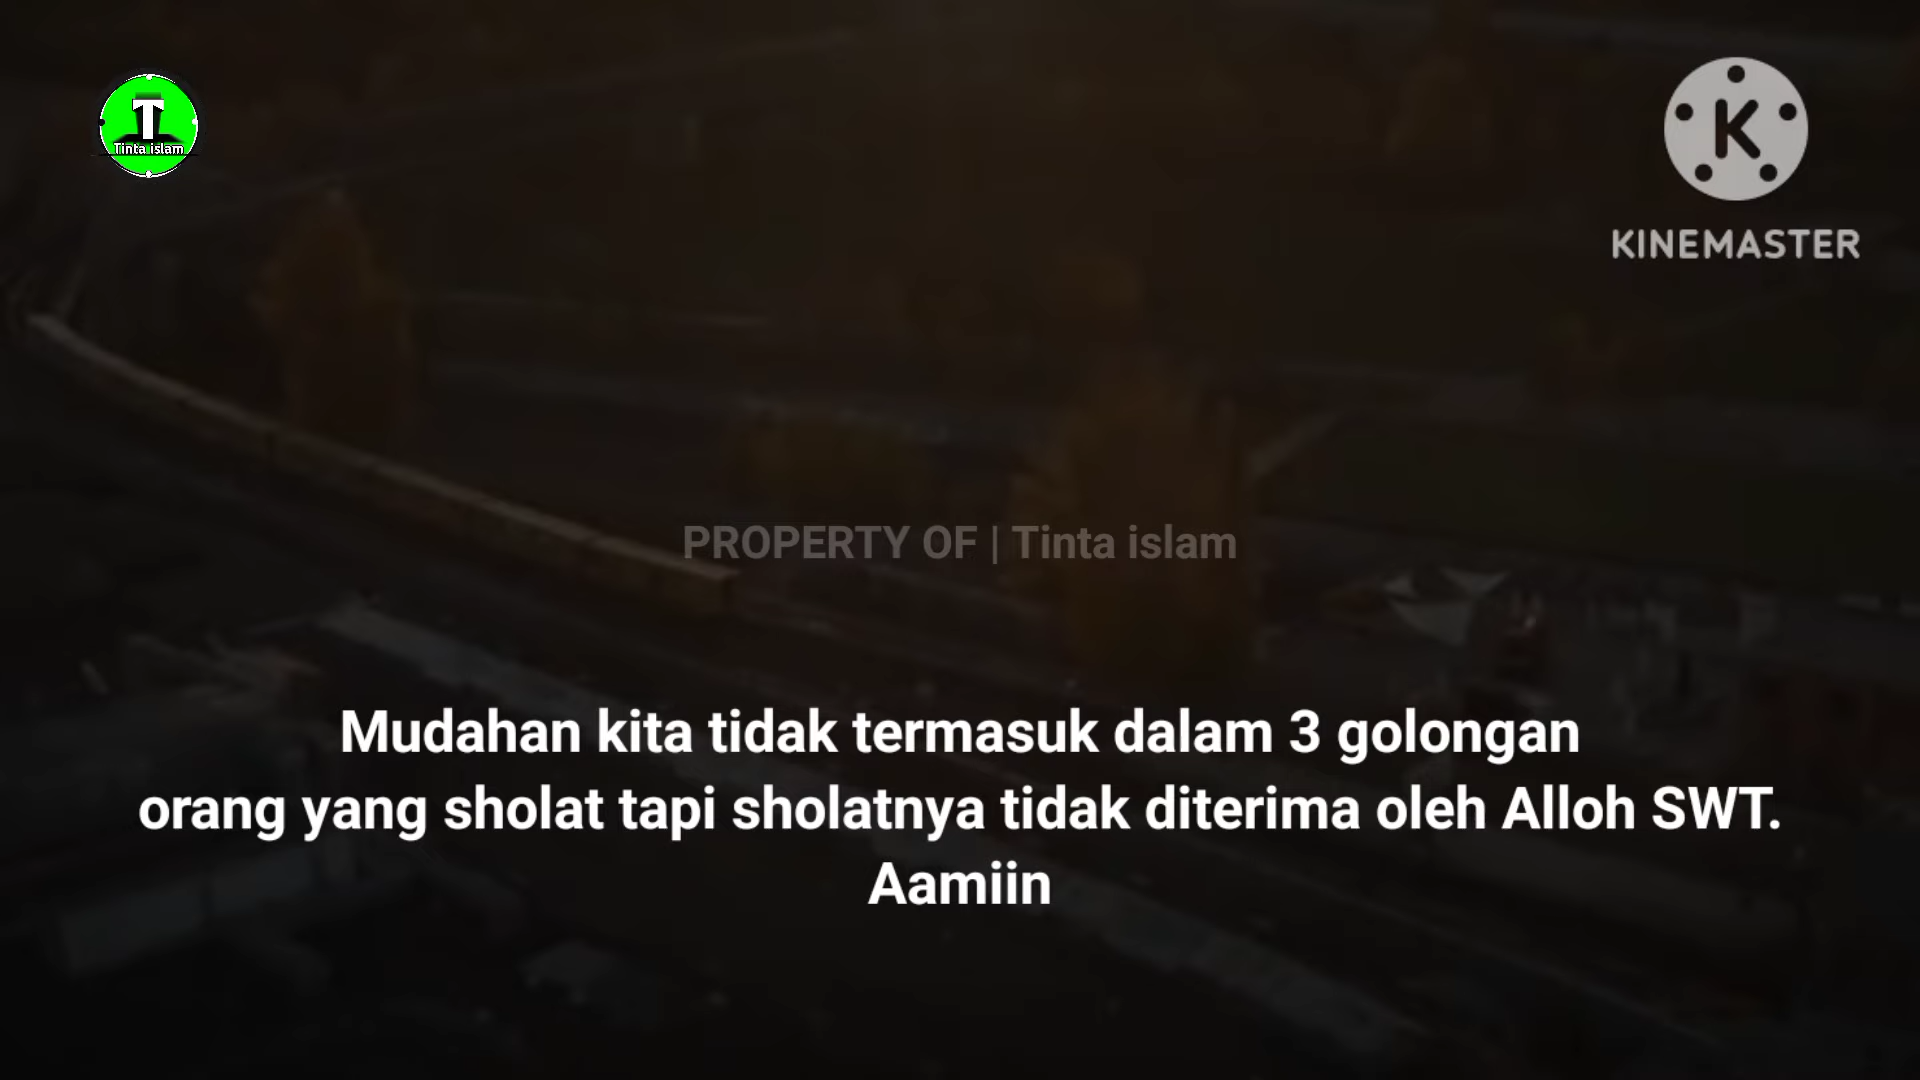 T
Tinta islam
K
KINEMASTER
PROPERTY OF | Tinta islam
Mudahan kita tidak termasuk dalam 3 golongan
orang yang sholat tapi sholatnya tidak diterima oleh Alloh SWT.
Aamiin